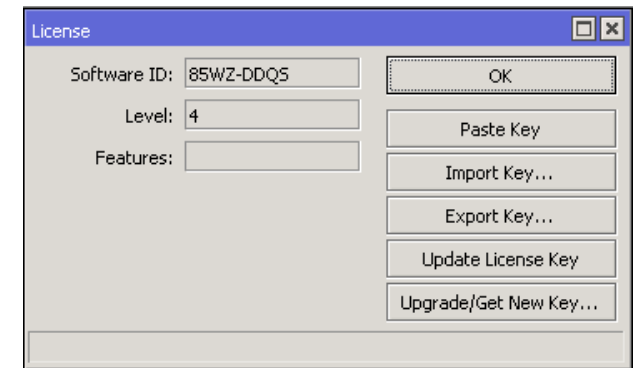 License
Software ID: 85WZ-DDQS
Level: 4
Features:
OK
Paste Key
Import Key...
Export Key...
Update License Key
Upgrade/Get New Key...